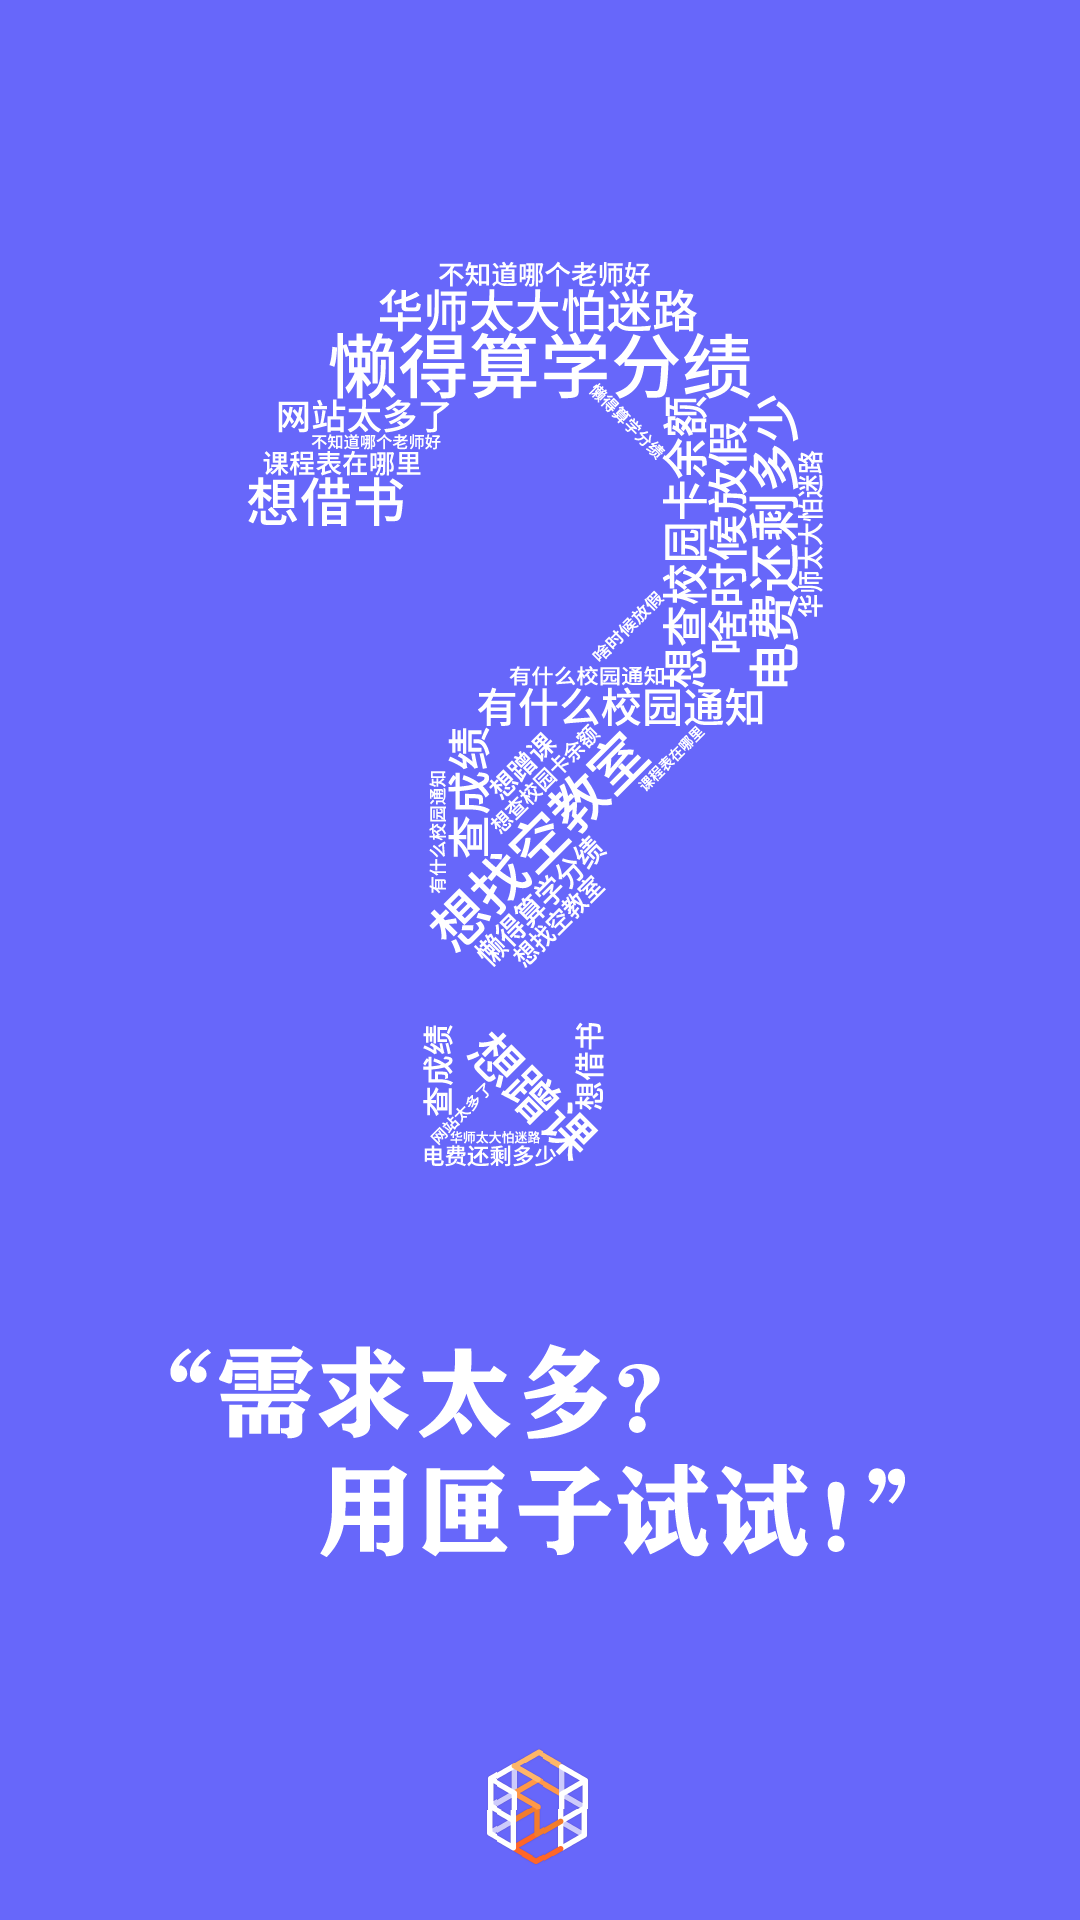 不知道哪个老师好
华师太大怕迷路
懒得算学分绩
网站太多了
不知道哪个老师好
课程表在哪里
想借书
懒得算学分绩
想查校园卡余额
啥时候放假
电费还剩多少
华师太大怕迷路
啥时候放假
有什么校园通知
有什么校园通知
有什么校园通知
查成绩
想蹭课
想查校园卡余额
想找空教室
课程表在哪里
懒得算学分绩
想找空教室
查成绩
想蹭课
想借书
网站太多了
华师太大怕迷路
电费还剩多少
“需求太多?
用匣子试试!”